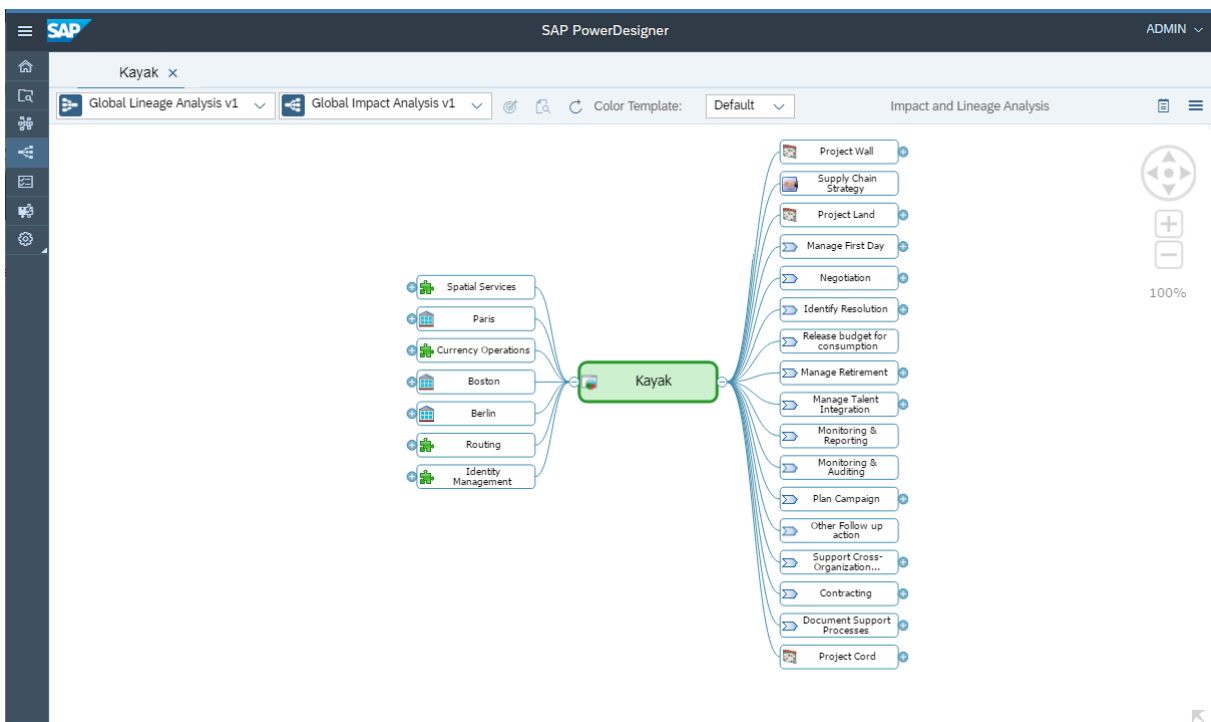 SAP
SAP PowerDesigner
ADMIN
Kayak ×
Global Lineage Analysis v1
Global Impact Analysis v1
Color Template:
Default
Impact and Lineage Analysis
Spatial Services
Paris
Currency Operations
Boston
Berlin
Routing
Identity
Management
Kayak
Project Wall
Supply Chain
Strategy
Project Land
Manage First Day
Negotiation
Identify Resolution
Release budget for
consumption
Manage Retirement
Manage Talent
Integration
Monitoring &
Reporting
Monitoring &
Auditing
Plan Campaign
Other Follow up
action
Support Cross-
Organization...
Contracting
Document Support
Processes
Project Cord
100%